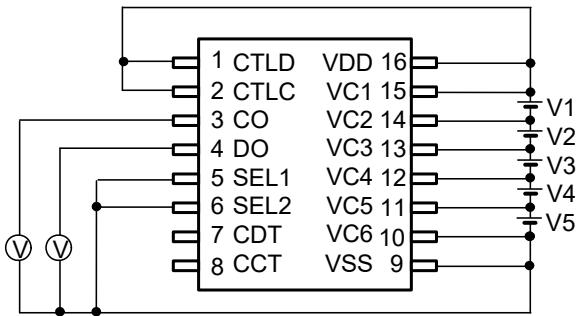 1 CTLD VDD 16
2 CTLC VC1 15
3 CO VC2 14
4 DO VC3 13
5 SEL1 VC4 12
6 SEL2 VC5 11
7 CDT VC6 10
8 CCT VSS 9
V1
V2
V3
V4
V5
V V